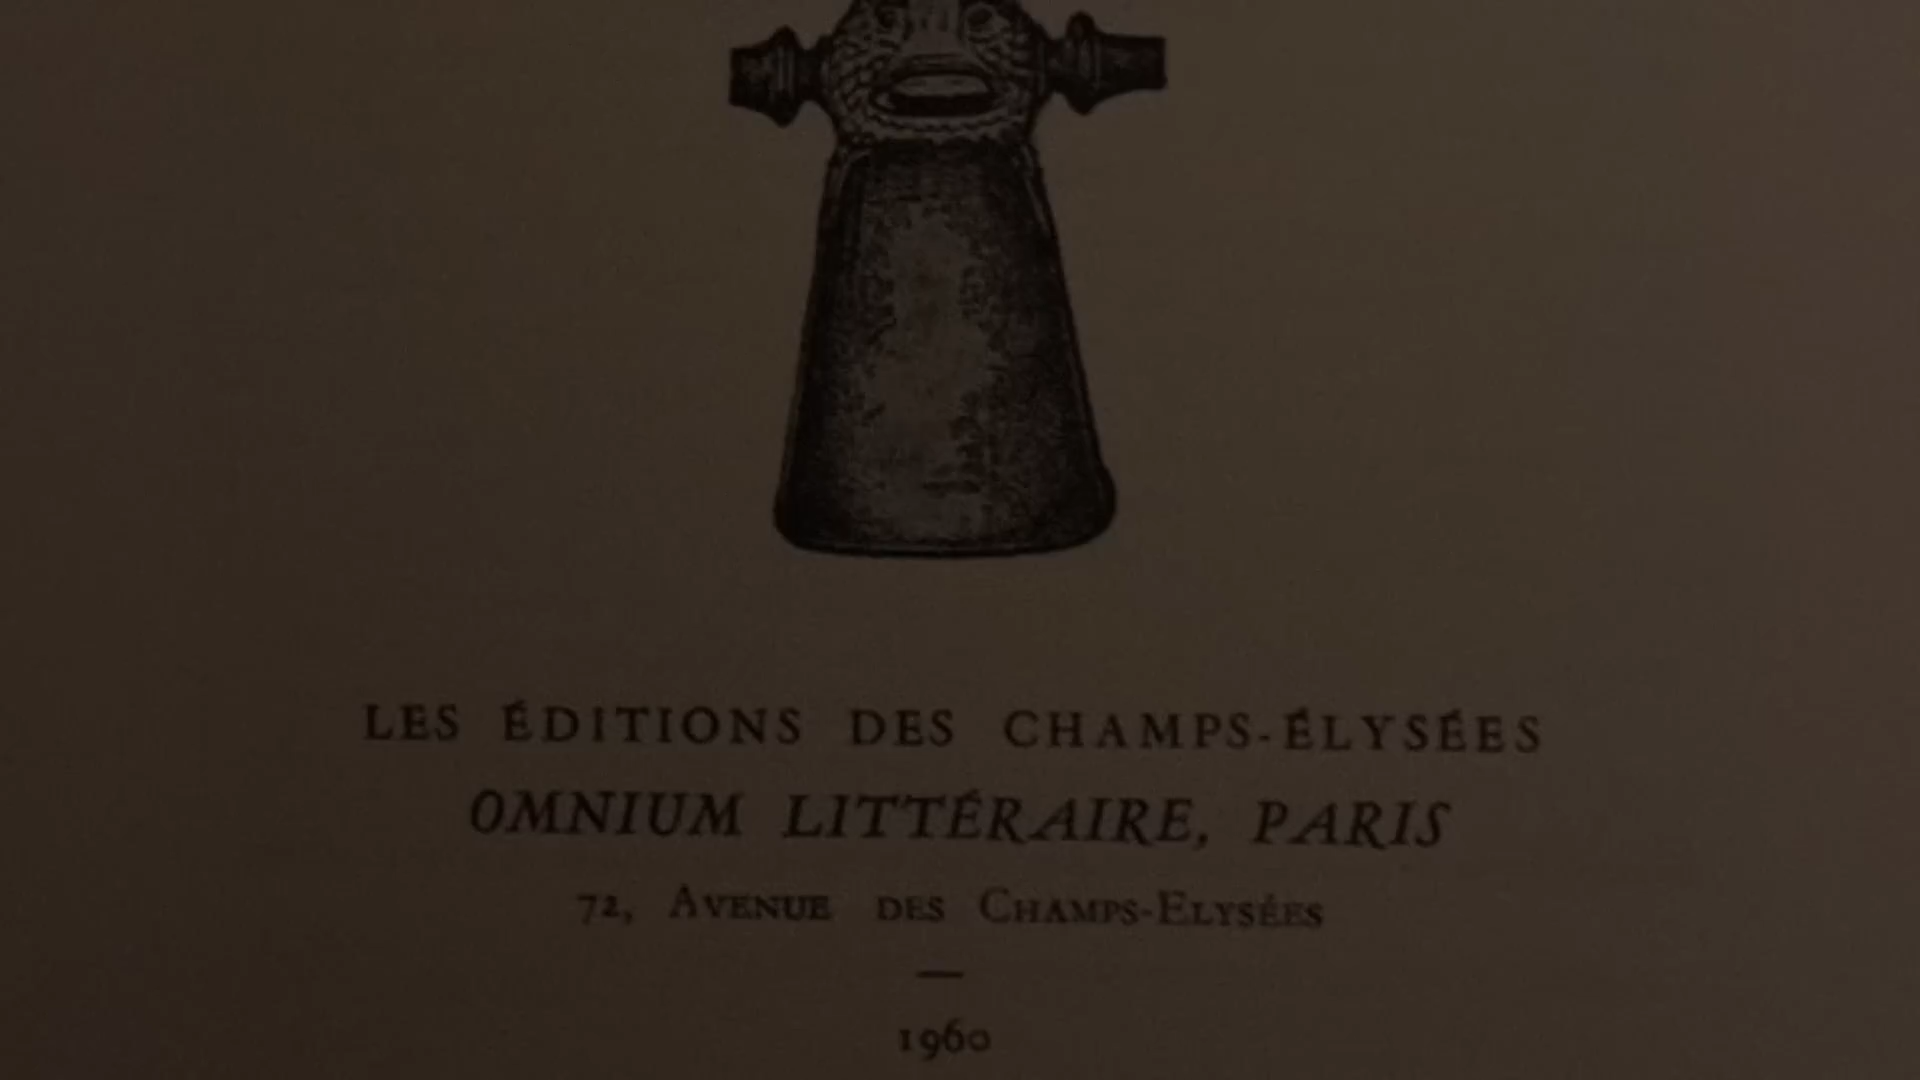 LES ÉDITIONS DES CHAMPS-ÉLYSÉES
OMNIUM LITTÉRAIRE, PARIS
72, AVENUE DES CHAMPS-ELYSÉES
1960